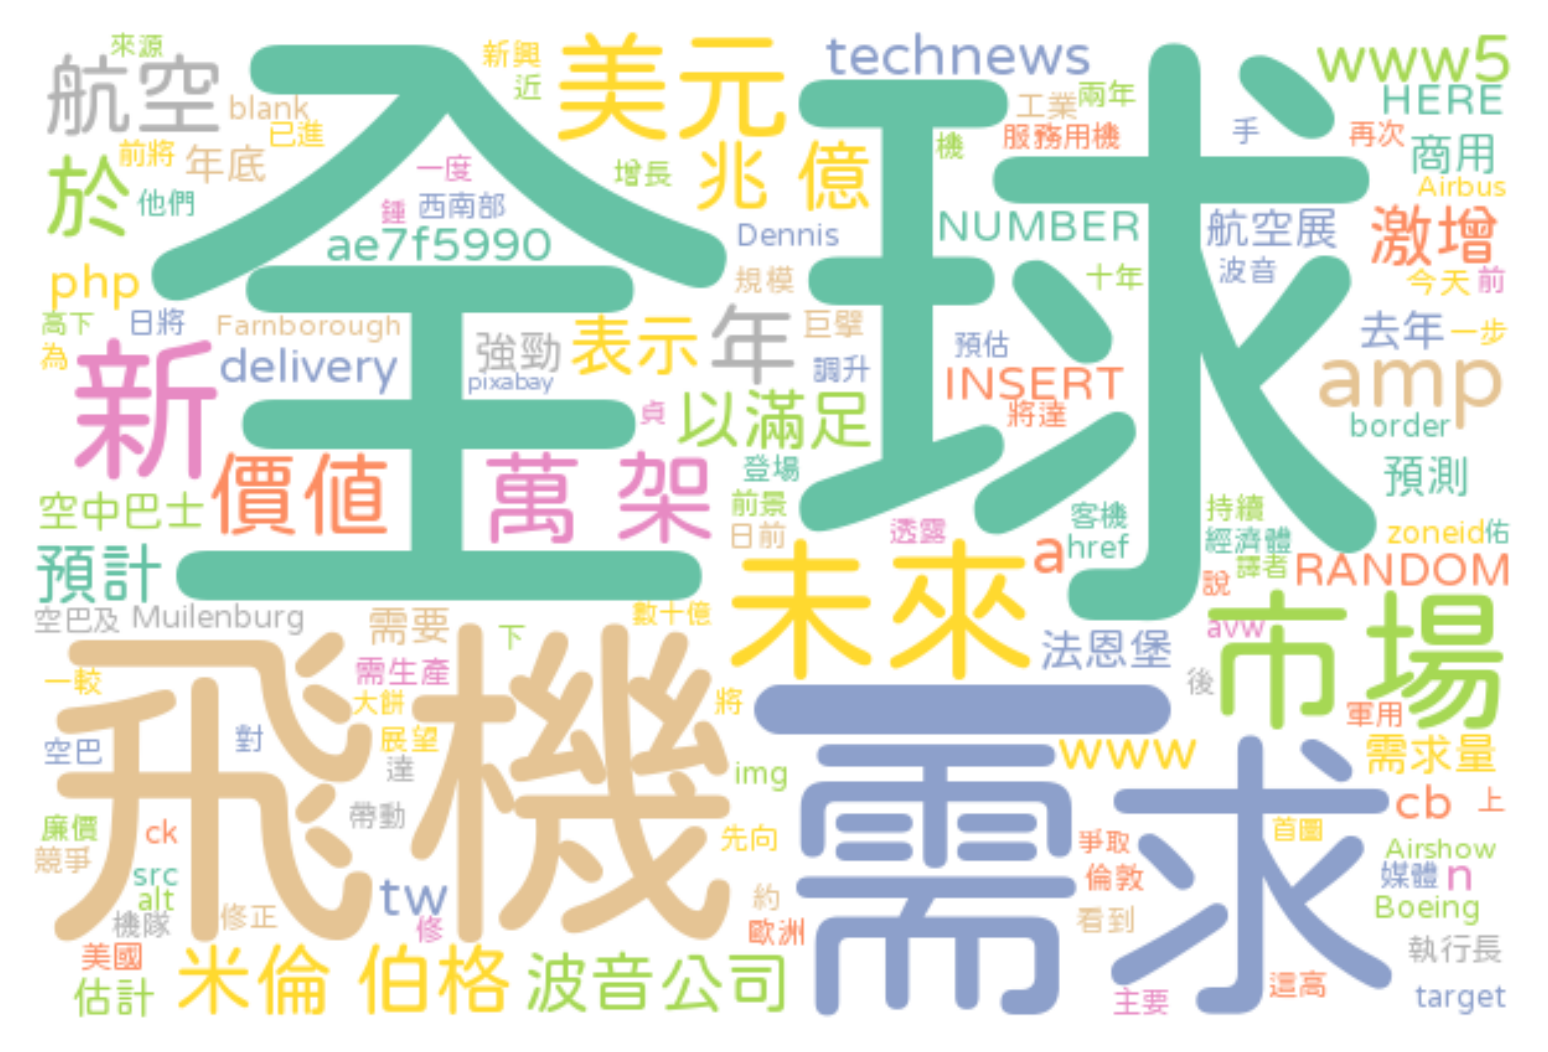 來源
航空
blank
已進
前將
年底
於
他們
新興
近
美元
technews
www5
HERE
工業
兩年
服務用機
機
手
再次
商用
Airbus
一度
增長
兆 億
鍾
西南部
ae7f5990
Dennis
NUMBER
航空展
激增
php
規模
十年
波音
今天
前
全球
高下
日將
Farnborough
為
delivery
強勁
pixabay
表示
年
巨擘
調升
預估
去年
一步
INSERT
amp
新
貞
以滿足
將達
border
空中巴士
價值
萬 架
登場
前景
日前
透露
客機
持續
預測
預計
a
href
經濟體
譯者
zoneid
佑
說
RANDOM
空巴及
Muilenburg
需要
下
數十億
未來
法恩堡
avw
市場
後
一較
需生產
大餅
將
軍用
飛機
空巴
對
展望
達
img
一
www
需求量
帶動
需求
cb
上
廉價
ck
競爭
先向
爭取
首圖
Airshow
src
alt
tw
倫敦
媒體
n
機隊
修正
修
約
歐洲
看到
Boeing
美國
估計
米倫 伯格
波音公司
執行長
主要
這高
target